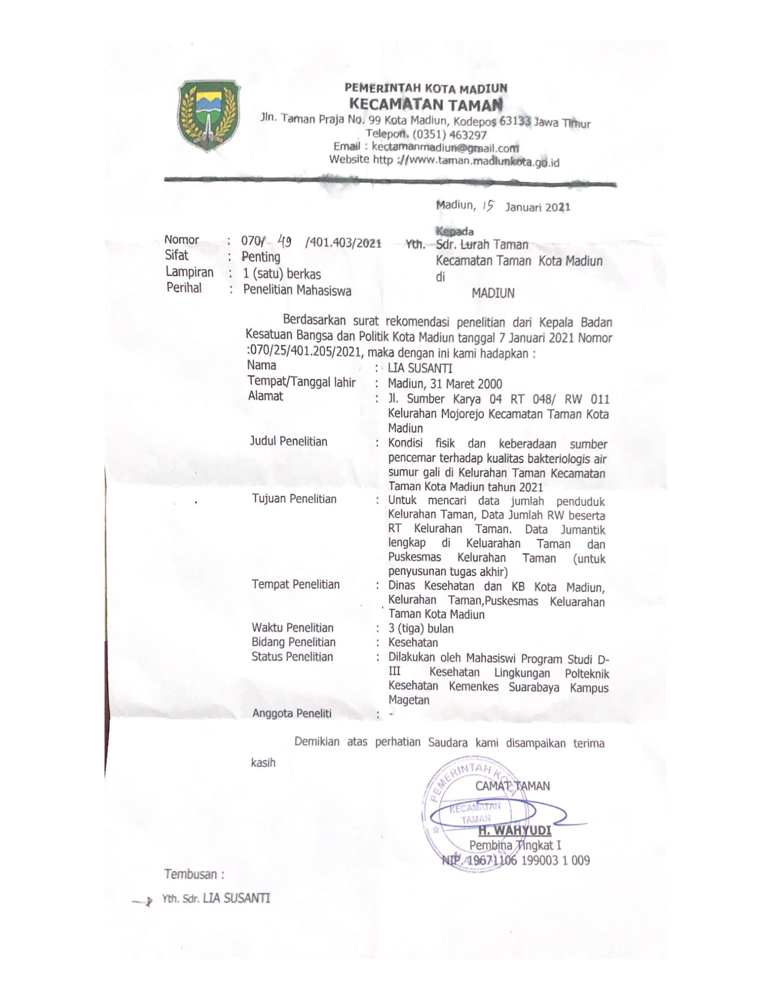 PEMERINTAH KOTA MADIUN
KECAMATAN TAMAN
Jln. Taman Praja No. 99 Kota Madiun, Kodepos 63133 Jawa Timur
Telepon. (0351) 463297
Email : kectamanmadiun@gmail.com
Website http ://www.taman.madiunkota.go.id
Madiun, 15 Januari 2021
Kepada
Nomor : 070/ 49 /401.403/2021 Yth. Sdr. Lurah Taman
Sifat : Penting
Kecamatan Taman Kota Madiun
Lampiran : 1 (satu) berkas
di
Perihal : Penelitian Mahasiswa
MADIUN
Berdasarkan surat rekomendasi penelitian dari Kepala Badan
Kesatuan Bangsa dan Politik Kota Madiun tanggal 7 Januari 2021 Nomor
:070/25/401.205/2021, maka dengan ini kami hadapkan :
Nama : LIA SUSANTI
Tempat/Tanggal lahir : Madiun, 31 Maret 2000
Alamat : Jl. Sumber Karya 04 RT 048/ RW 011
Kelurahan Mojorejo Kecamatan Taman Kota
Madiun
Judul Penelitian : Kondisi fisik dan keberadaan sumber
pencemar terhadap kualitas bakteriologis air
sumur gali di Kelurahan Taman Kecamatan
Taman Kota Madiun tahun 2021
Tujuan Penelitian : Untuk mencari data jumlah penduduk
Kelurahan Taman, Data Jumlah RW beserta
RT Kelurahan Taman. Data Jumantik
lengkap di Keluarahan Taman dan
Puskesmas Kelurahan Taman (untuk
penyusunan tugas akhir)
Tempat Penelitian : Dinas Kesehatan dan KB Kota Madiun,
Kelurahan Taman,Puskesmas Keluarahan
Taman Kota Madiun
Waktu Penelitian : 3 (tiga) bulan
Bidang Penelitian : Kesehatan
Status Penelitian : Dilakukan oleh Mahasiswi Program Studi D-
III Kesehatan Lingkungan Polteknik
Kesehatan Kemenkes Suarabaya Kampus
Magetan
Anggota Peneliti : -
Demikian atas perhatian Saudara kami disampaikan terima
kasih
PEMERINTAH KOTA
CAMAT TAMAN
KECAMATAN
TAMAN
H. WAHYUDI
Pembina Tingkat I
MADIUN
NIP. 19671106 199003 1 009
Tembusan :
Yth. Sdr. LIA SUSANTI